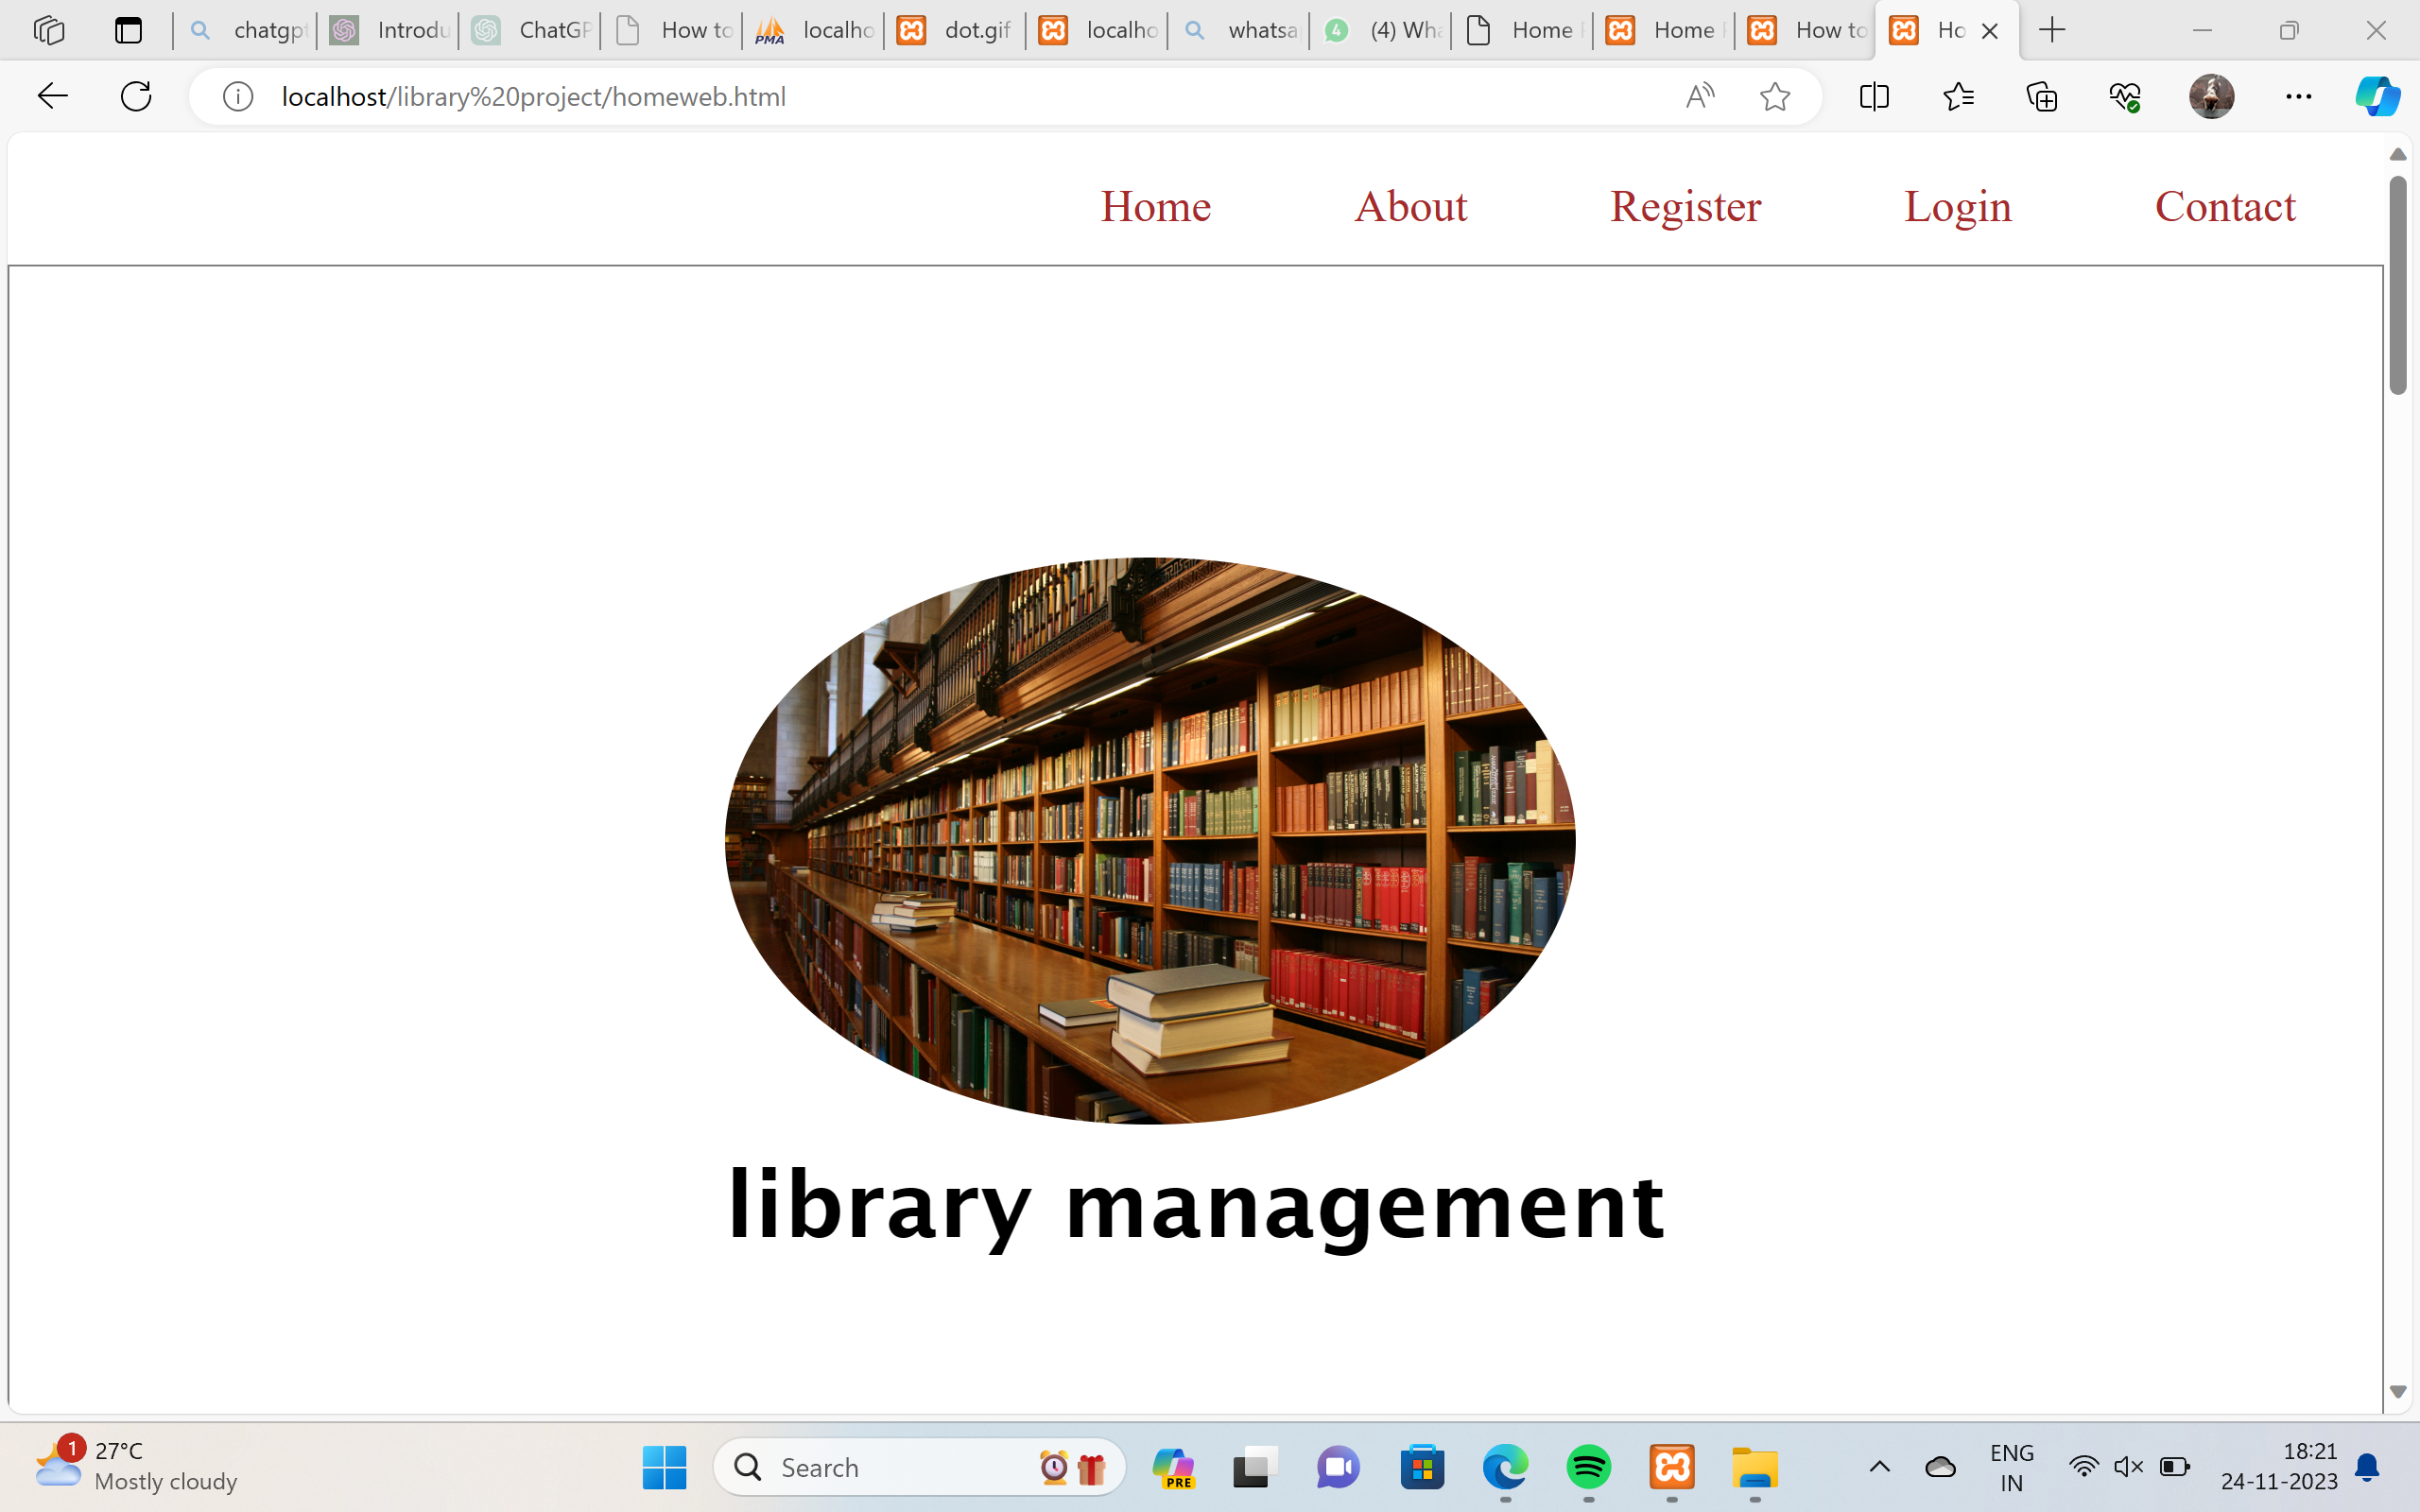 chatgpt Introdu ChatGP How to localho dot.gif localho whatsa (4) Wha Home Home How to Ho
localhost/library%20project/homeweb.html
Home About Register Login Contact
library management
27°C
Mostly cloudy
1
Search
PRE
ENG
IN
18:21
24-11-2023